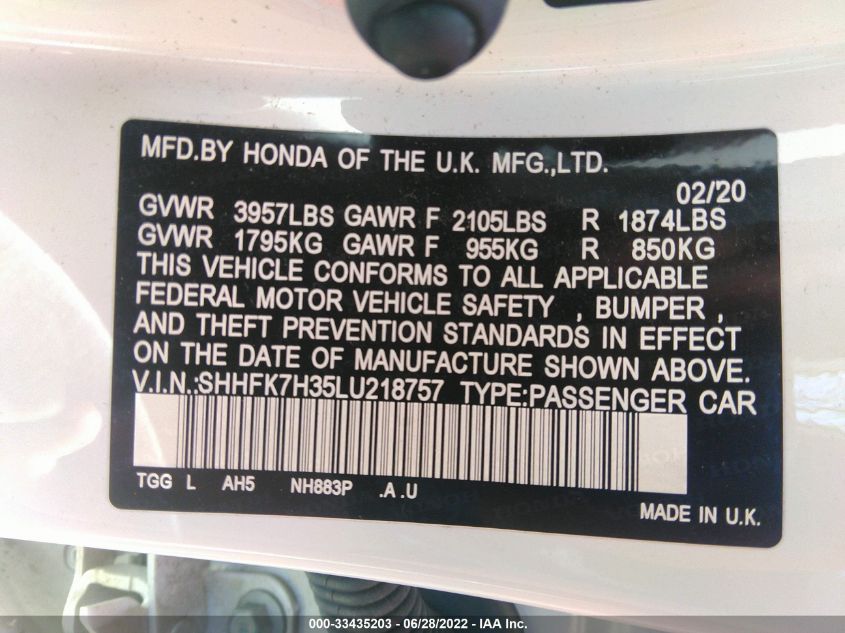 MFD.BY HONDA OF THE U.K. MFG.,LTD.
02/20
GVWR 3957LBS GAWR F 2105LBS R 1874LBS
GVWR 1795KG GAWR F 955KG R 850KG
THIS VEHICLE CONFORMS TO ALL APPLICABLE
FEDERAL MOTOR VEHICLE SAFETY , BUMPER ,
AND THEFT PREVENTION STANDARDS IN EFFECT
ON THE DATE OF MANUFACTURE SHOWN ABOVE.
V.I.N.:SHHFK7H35LU218757 TYPE:PASSENGER CAR
TGG L AH5 NH883P .A .U
MADE IN U.K.
000-33435203 - 06/28/2022 - IAA Inc.